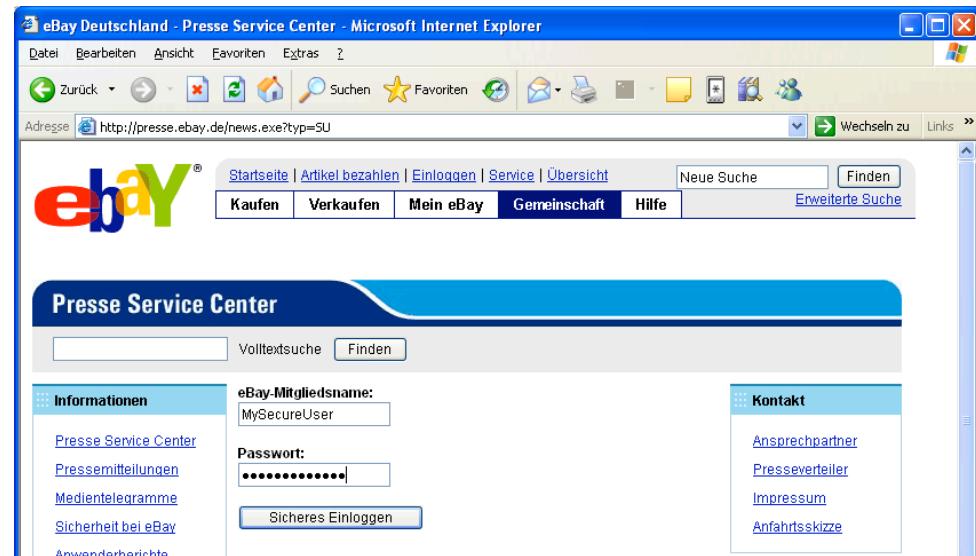 eBay Deutschland - Presse Service Center - Microsoft Internet Explorer
Datei Bearbeiten Ansicht Favoriten Extras ?
Zurück Suchen Favoriten
Adresse http://presse.ebay.de/news.exe?typ=SU Wechseln zu Links »
ebaY®
Startseite | Artikel bezahlen | Einloggen | Service | Übersicht
Neue Suche Finden
Erweiterte Suche
Kaufen Verkaufen Mein eBay Gemeinschaft Hilfe
Presse Service Center
Volltextsuche Finden
Informationen
Presse Service Center
Pressemitteilungen
Medientelegramme
Sicherheit bei eBay
Anwenderberichte
eBay-Mitgliedsname:
MySecureUser
Passwort:
•••••••••••••
Sicheres Einloggen
Kontakt
Ansprechpartner
Presseverteiler
Impressum
Anfahrtsskizze